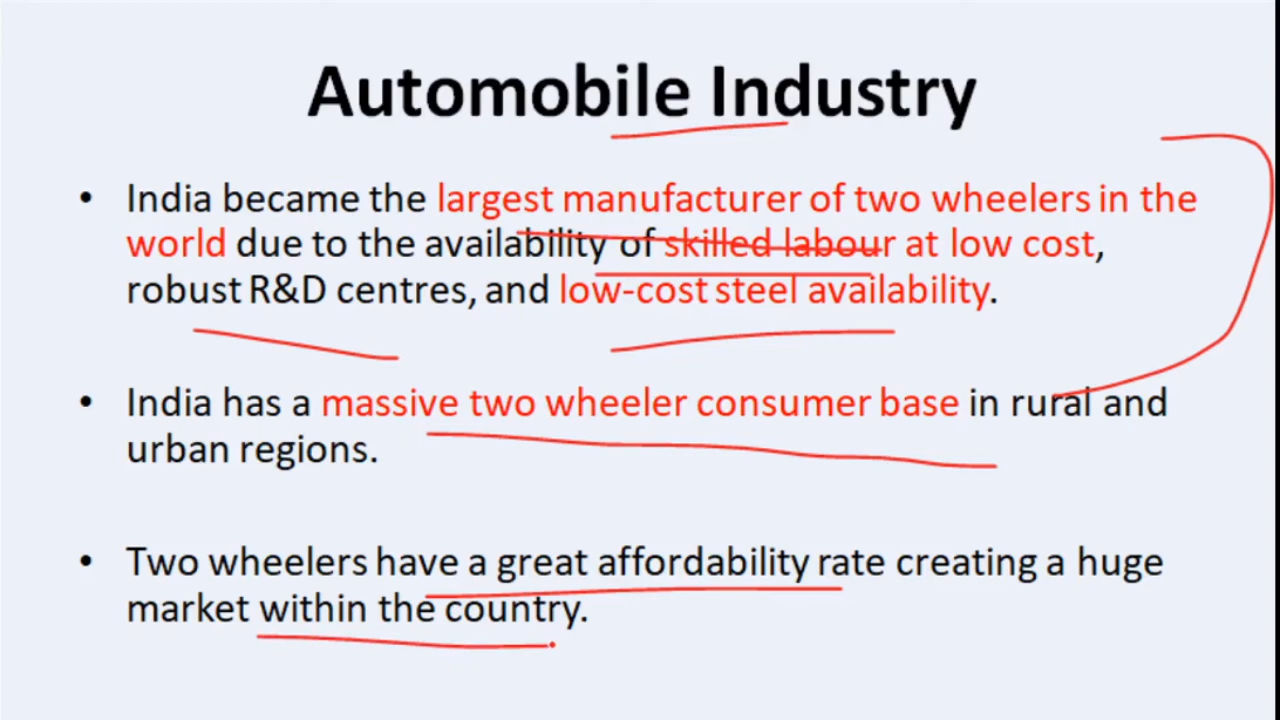 Automobile Industry
• India became the largest manufacturer of two wheelers in the
world due to the availability of skilled labour at low cost,
robust R&D centres, and low-cost steel availability.
• India has a massive two wheeler consumer base in rural and
urban regions.
• Two wheelers have a great affordability rate creating a huge
market within the country.